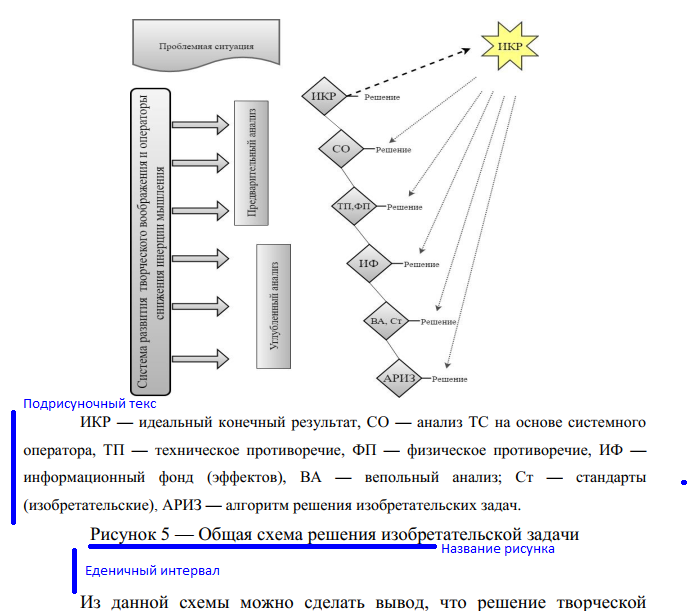 Проблемная ситуация
ИКР
Система развития творческого воображения и операторы
снижения инерции мышления
Предварительный анализ
Углубленный анализ
ИКР
Решение
СО
Решение
ТП,ФП
Решение
ИФ
Решение
ВА, Ст
Решение
АРИЗ
Решение
Подрисуночный текс
ИКР — идеальный конечный результат, СО — анализ ТС на основе системного
оператора, ТП — техническое противоречие, ФП — физическое противоречие, ИФ —
информационный фонд (эффектов), ВА — вепольный анализ; Ст — стандарты
(изобретательские), АРИЗ — алгоритм решения изобретательских задач.
Рисунок 5 — Общая схема решения изобретательской задачи
Название рисунка
Еденичный интервал
Из данной схемы можно сделать вывод, что решение творческой